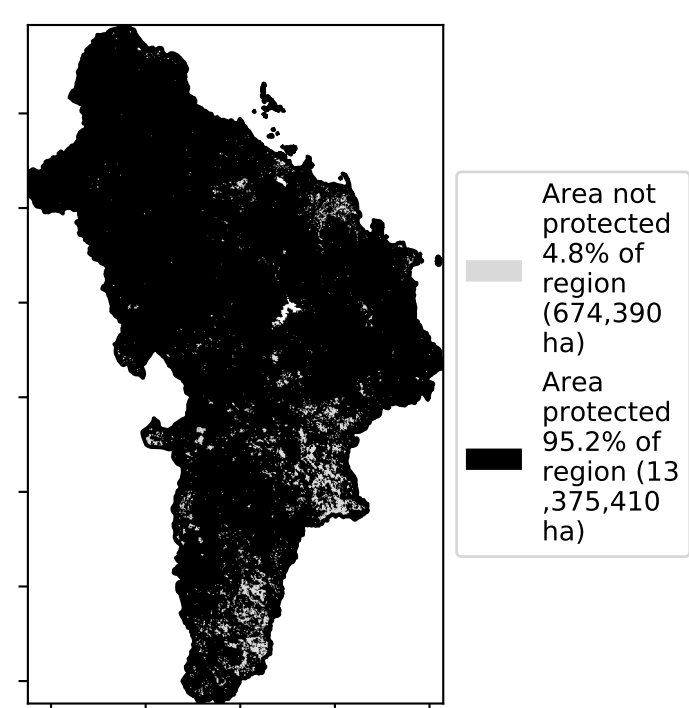 Area not
protected
4.8% of
region
(674,390
ha)
Area
protected
95.2% of
region (13
,375,410
ha)